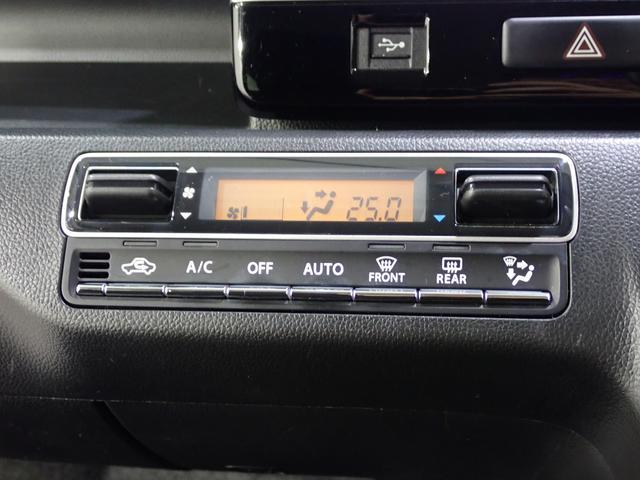 25.0
A/C OFF AUTO FRONT REAR